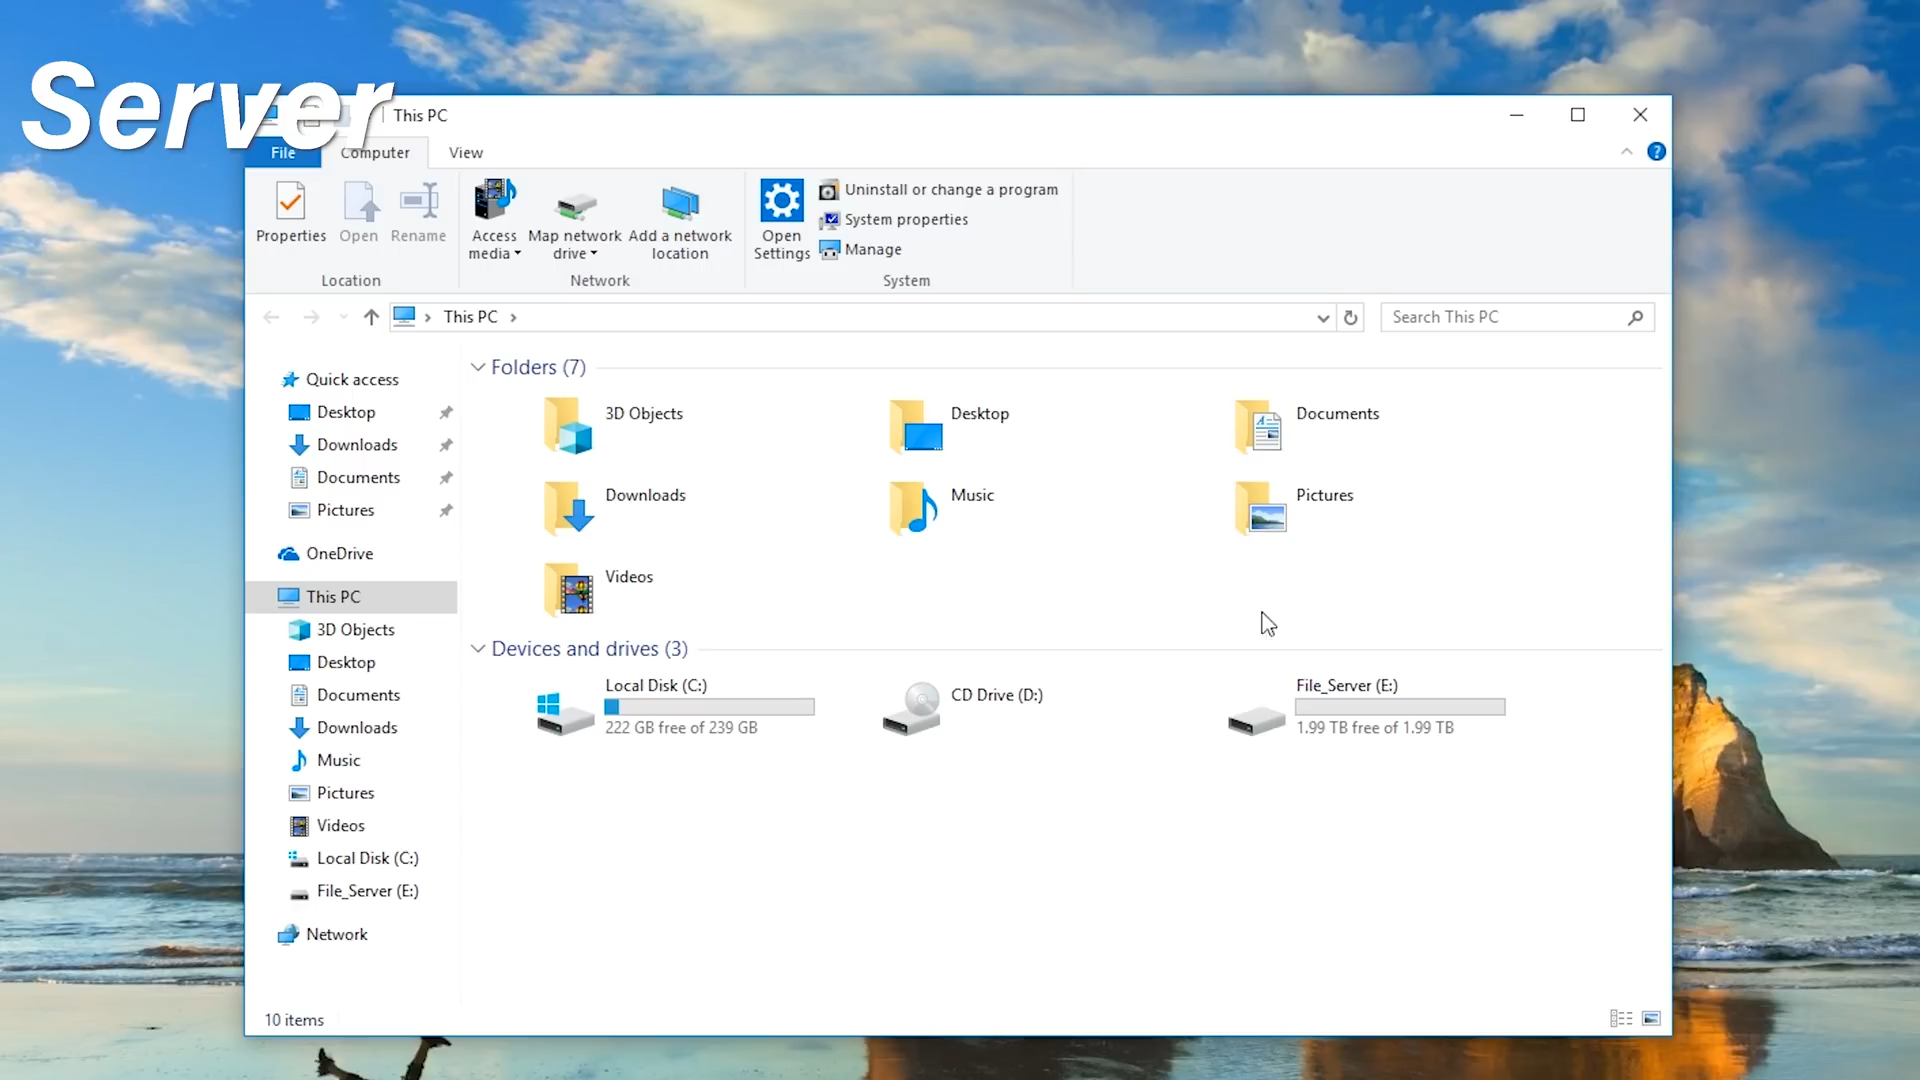 Server
This PC
File
Computer
View
Properties
Open
Rename
Location
Access media
Map network drive
Add a network location
Network
Open Settings
Uninstall or change a program
System properties
Manage
System
This PC
Search This PC
Quick access
Desktop
Downloads
Documents
Pictures
OneDrive
This PC
3D Objects
Desktop
Documents
Downloads
Music
Pictures
Videos
Local Disk (C:)
File_Server (E:)
Network
Folders (7)
3D Objects
Desktop
Documents
Downloads
Music
Pictures
Videos
Devices and drives (3)
Local Disk (C:)
222 GB free of 239 GB
CD Drive (D:)
File_Server (E:)
1.99 TB free of 1.99 TB
10 items